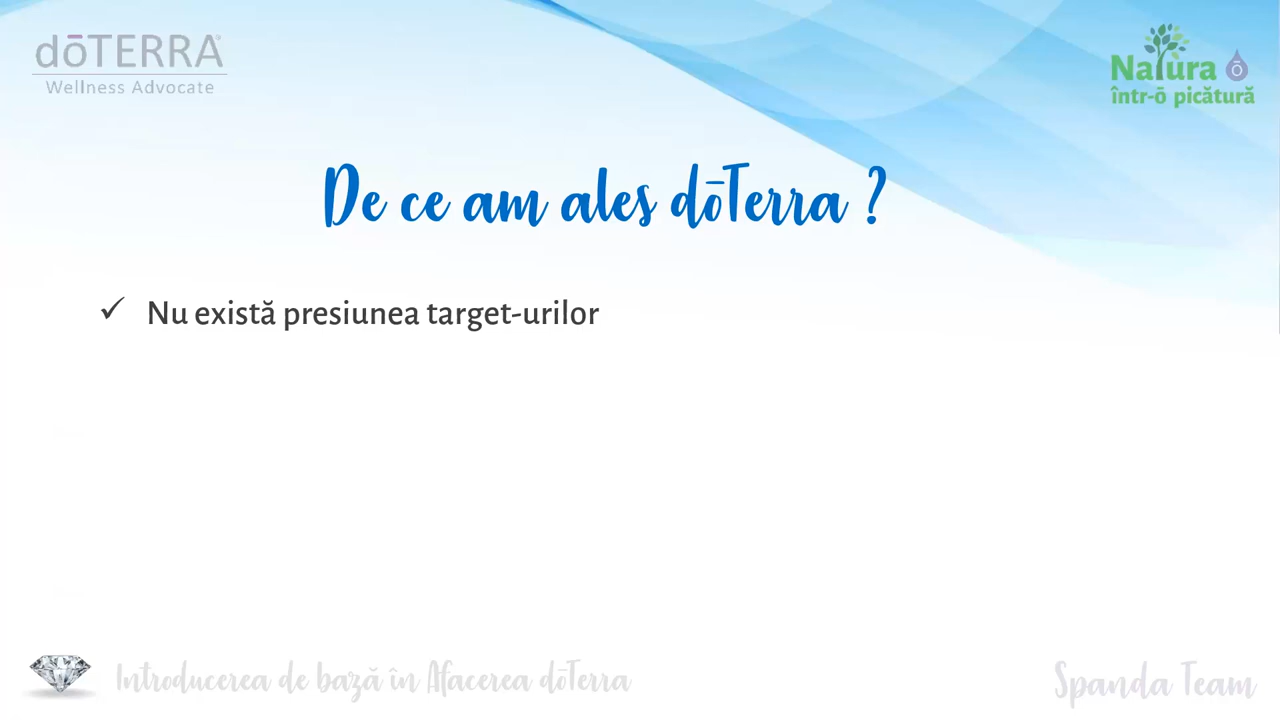 dōTERRA®
Wellness Advocate
Natura ō
într-ō picătură
De ce am ales dōTerra ?
✓ Nu există presiunea target-urilor
Introducerea de bază în Afacerea dōTerra
Spanda Team